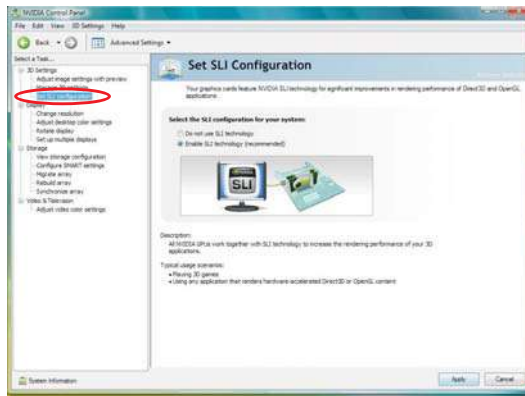 NVIDIA Control Panel
File Edit View 3D Settings Help
Back Advanced Settings
Select a Task...
3D Settings
Adjust image settings with preview
Manage 3D settings
Set SLI configuration
Display
Change resolution
Adjust desktop color settings
Rotate display
Set up multiple displays
Storage
View storage configuration
Configure SMART settings
Migrate array
Rebuild array
Synchronize array
Video & Television
Adjust video color settings
System Information
Set SLI Configuration
Your graphics cards feature NVIDIA SLI technology for significant improvements in rendering performance of Direct3D and OpenGL
applications.
Select the SLI configuration for your system:
Do not use SLI technology
Enable SLI technology (recommended)
SLI
Description:
All NVIDIA GPUs work together with SLI technology to increase the rendering performance of your 3D
applications.
Typical usage scenarios:
• Playing 3D games
• Using any application that renders hardware-accelerated Direct3D or OpenGL content
Apply Cancel